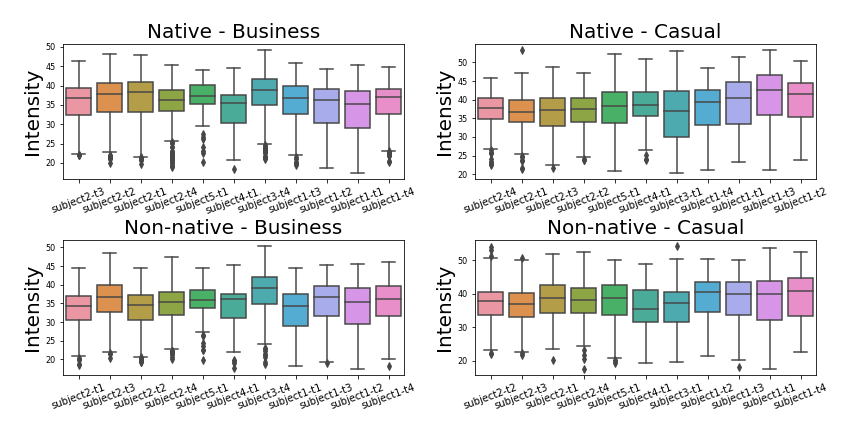 Native - Business
Intensity
50
45
40
35
30
25
20
subject2-t3 subject2-t2 subject2-t1 subject2-t4 subject5-t1 subject4-t1. subject3-t4 subject1-t3 subject1-t2 subject1-t1 subject1-t4
Native - Casual
Intensity
50
45
40
35
30
25
20
subject2-t4 subject2-t1 subject2-t3 subject2-t2 subject5-t1 subject4-t1 subject3-t2 subject1-t4 subject1-t1 subject1-t3 subject1-t2
Non-native - Business
Intensity
50
45
40
35
30
25
20
subject2-t1 subject2-t3 subject2-t2 subject2-t4 subject5-t1 subject4-t1 subject3-t4 subject1-t1 subject1-t3 subject1-t2 subject1-t4
Non-native - Casual
Intensity
50
40
30
20
subject2-t2 subject2-t3 subject2-t1 subject2-t4 subject5-t1 subject4-t1 subject3-t1 subject1-t2 subject1-t3 subject1-t1 subject1-t4